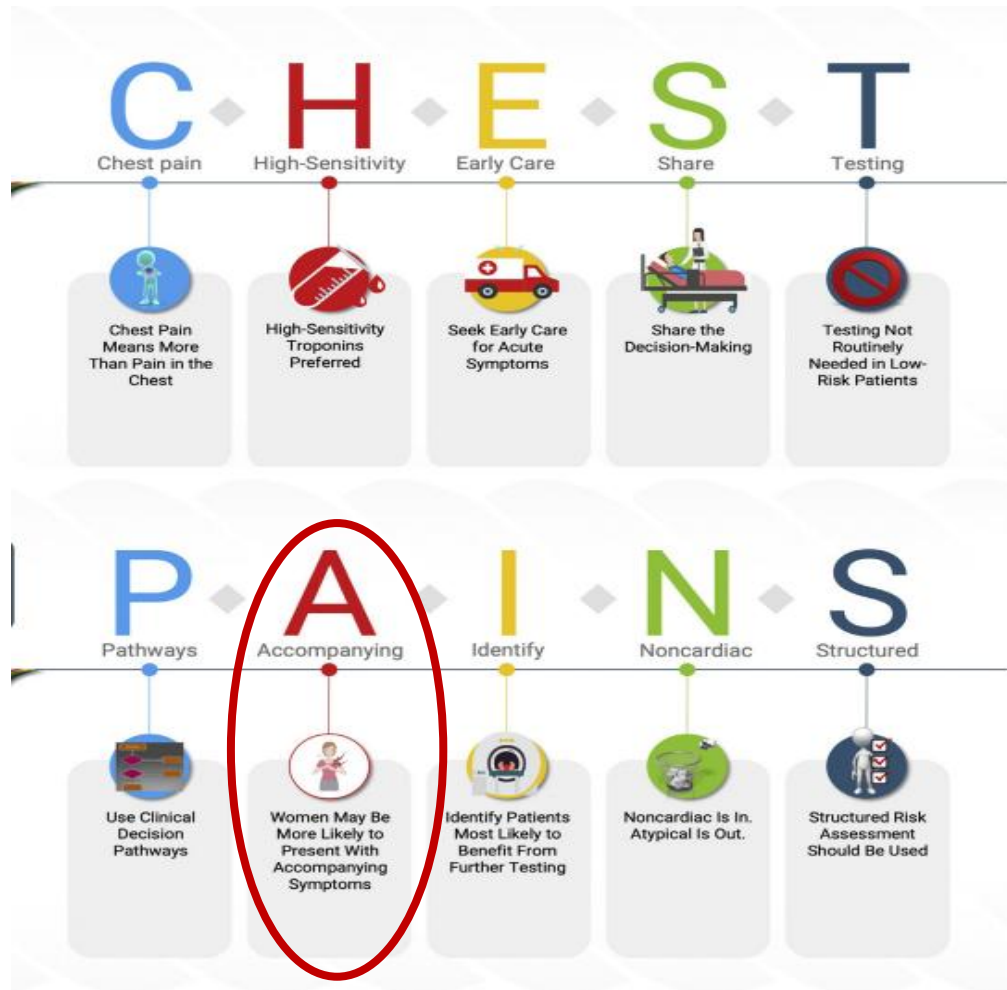 C H E S T
Chest pain High-Sensitivity Early Care Share Testing
Chest Pain
Means More
Than Pain in the
Chest
High-Sensitivity
Troponins
Preferred
Seek Early Care
for Acute
Symptoms
Share the
Decision-Making
Testing Not
Routinely
Needed in Low-
Risk Patients
P A I N S
Pathways Accompanying Identify Noncardiac Structured
Use Clinical
Decision
Pathways
Women May Be
More Likely to
Present With
Accompanying
Symptoms
Identify Patients
Most Likely to
Benefit From
Further Testing
Noncardiac Is In.
Atypical Is Out.
Structured Risk
Assessment
Should Be Used